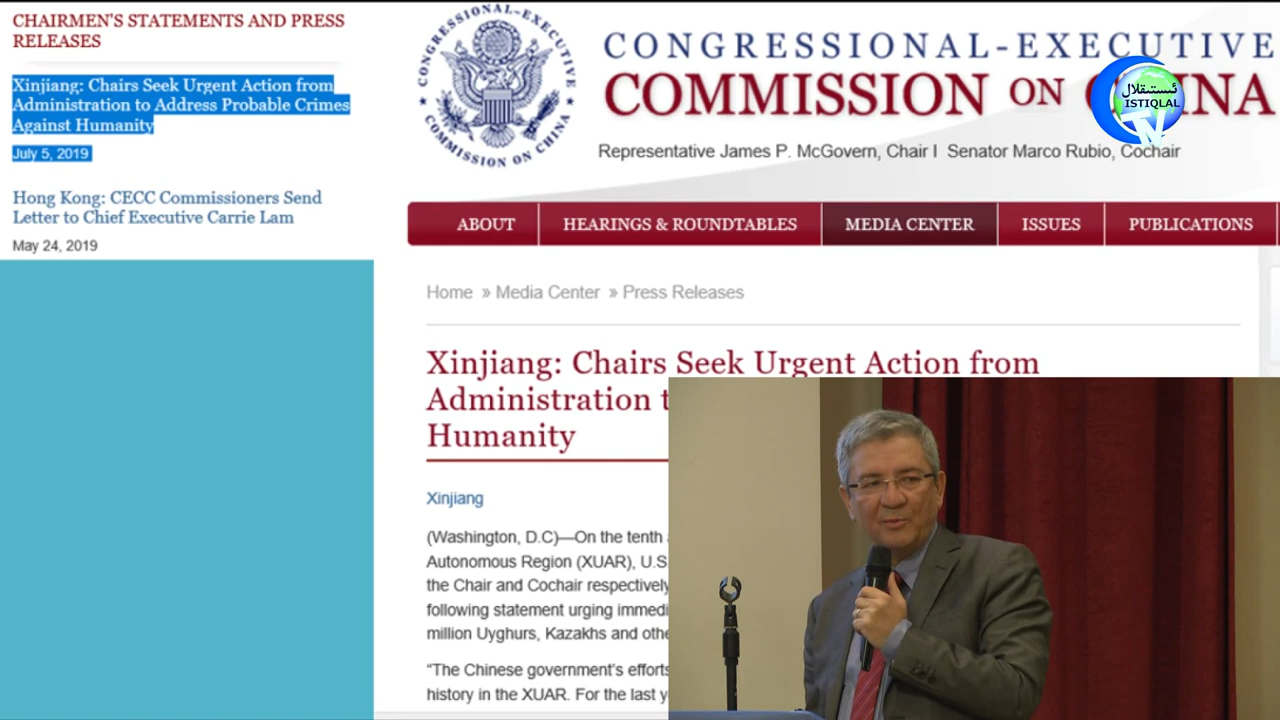 CHAIRMEN'S STATEMENTS AND PRESS
RELEASES
Xinjiang: Chairs Seek Urgent Action from
Administration to Address Probable Crimes
Against Humanity
July 5, 2019
Hong Kong: CECC Commissioners Send
Letter to Chief Executive Carrie Lam
May 24, 2019
CONGRESSIONAL-EXECUTIVE
COMMISSION ON CHINA
CONGRESSIONAL-EXECUTIVE
COMMISSION ON CHINA
ئىستىقلال
ISTIQLAL
TV
Representative James P. McGovern, Chair I Senator Marco Rubio, Cochair
ABOUT
HEARINGS & ROUNDTABLES
MEDIA CENTER
ISSUES
PUBLICATIONS
Home » Media Center » Press Releases
Xinjiang: Chairs Seek Urgent Action from
Administration t
Humanity
Xinjiang
(Washington, D.C)—On the tenth
Autonomous Region (XUAR), U.S.
the Chair and Cochair respectively
following statement urging immedi
million Uyghurs, Kazakhs and othe
“The Chinese government’s efforts
history in the XUAR. For the last y